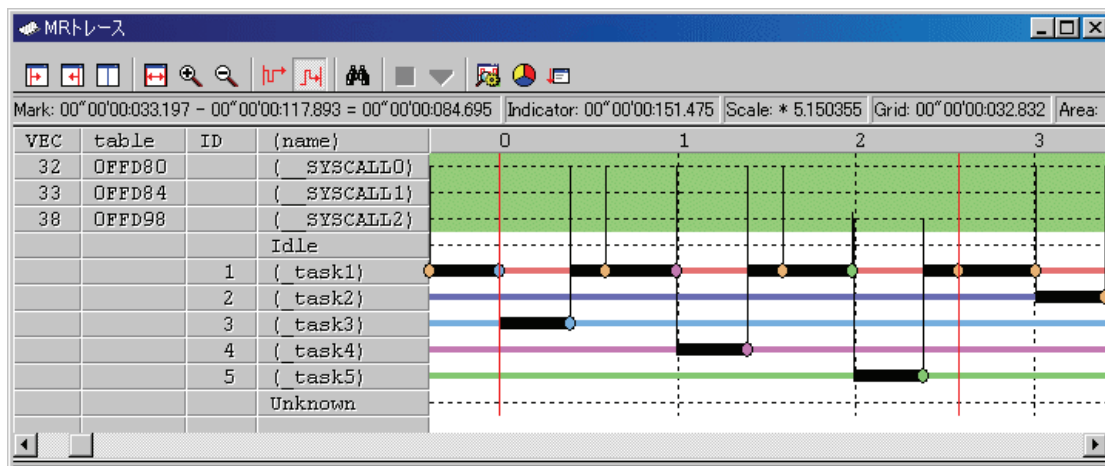 MRトレース
Mark: 00"00'00:033.197 - 00"00'00:117.893 = 00"00'00:084.695 Indicator: 00"00'00:151.475 Scale: * 5.150355 Grid: 00"00'00:032.832 Area:
VEC table ID (name) 0 1 2 3
32 0FFD80 (__SYSCALL0)
33 0FFD84 (__SYSCALL1)
38 0FFD98 (__SYSCALL2)
Idle
1 (_task1)
2 (_task2)
3 (_task3)
4 (_task4)
5 (_task5)
Unknown